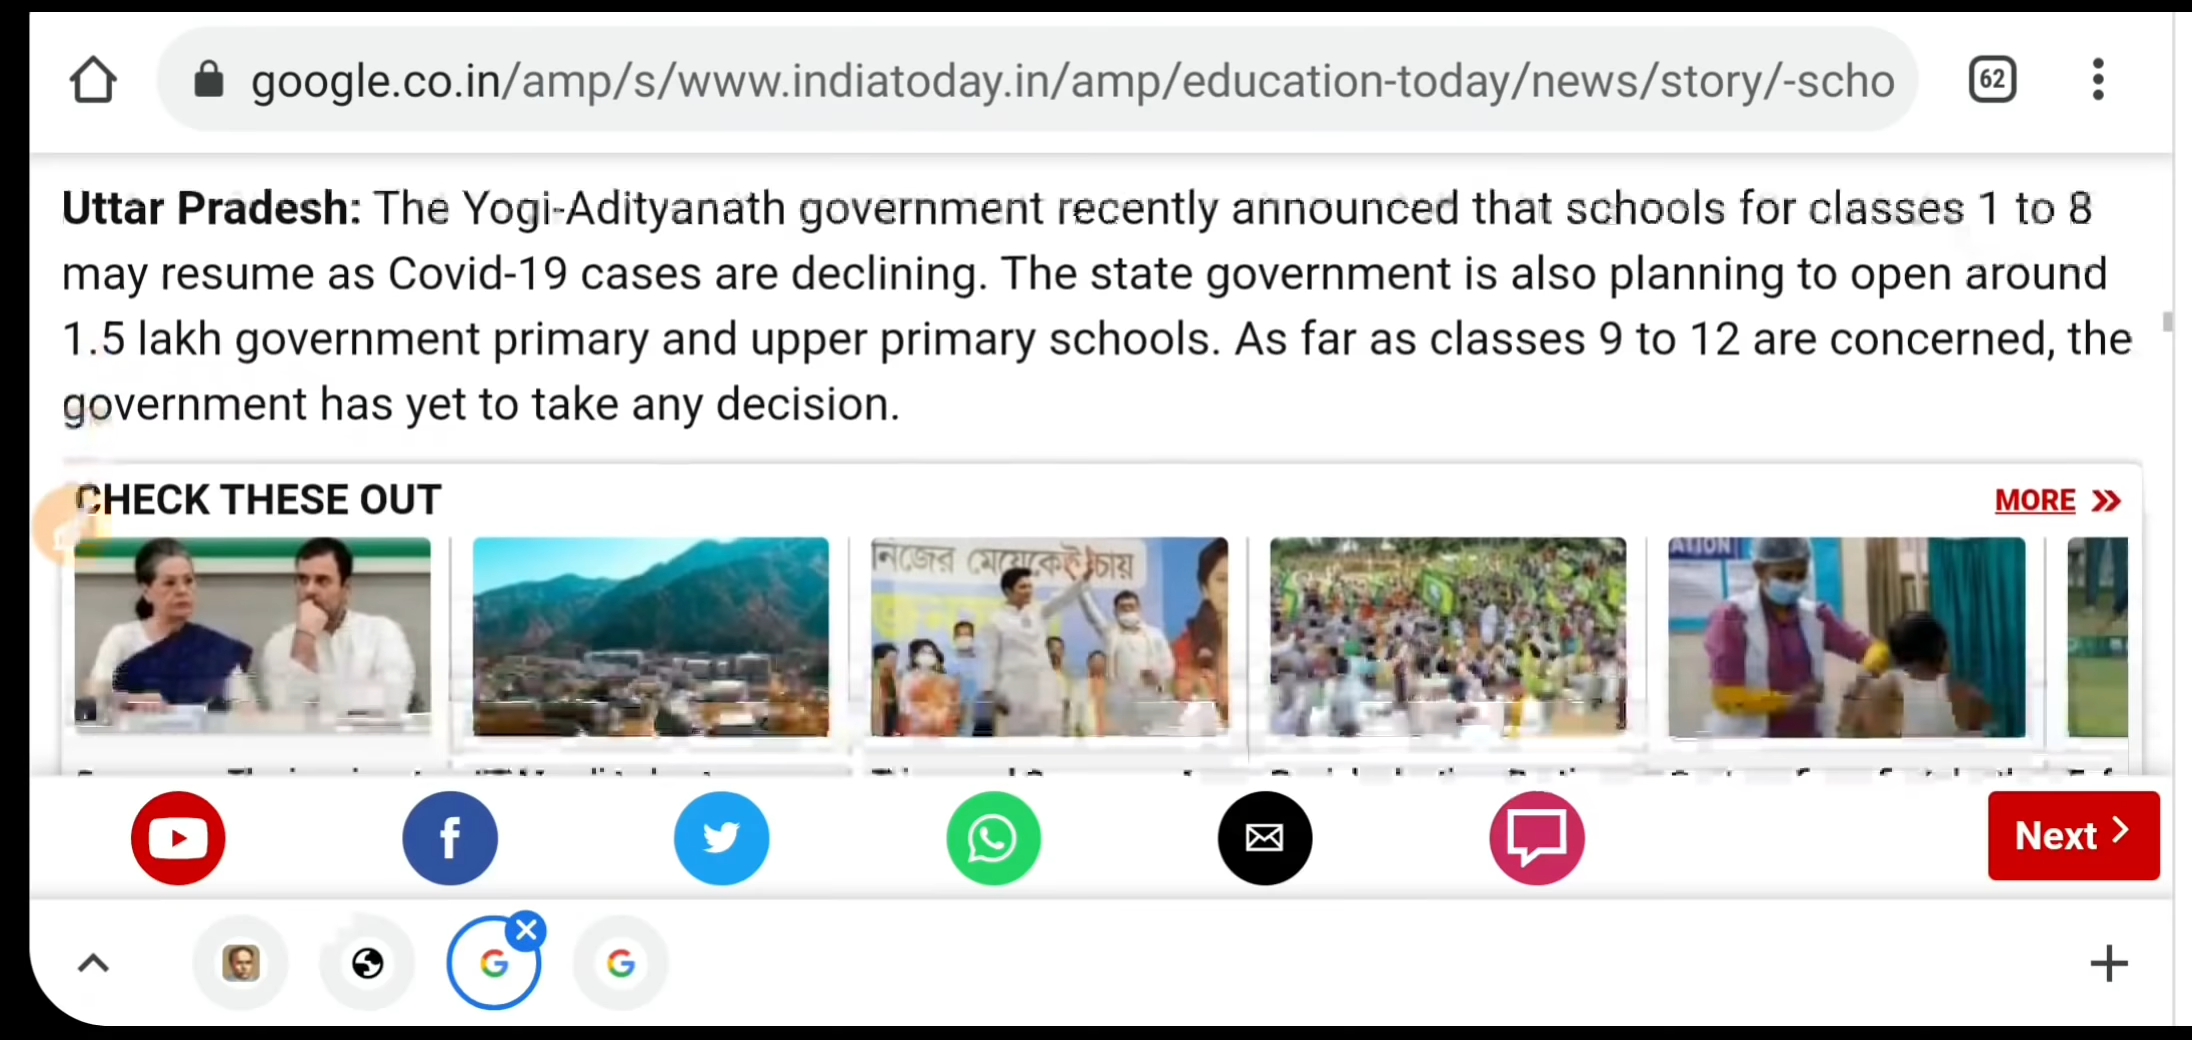 google.co.in/amp/s/www.indiatoday.in/amp/education-today/news/story/-scho
62
Uttar Pradesh: The Yogi-Adityanath government recently announced that schools for classes 1 to 8
may resume as Covid-19 cases are declining. The state government is also planning to open around
1.5 lakh government primary and upper primary schools. As far as classes 9 to 12 are concerned, the
government has yet to take any decision.
CHECK THESE OUT
MORE
নিজের মেয়েকেই চায়
ATION
Next